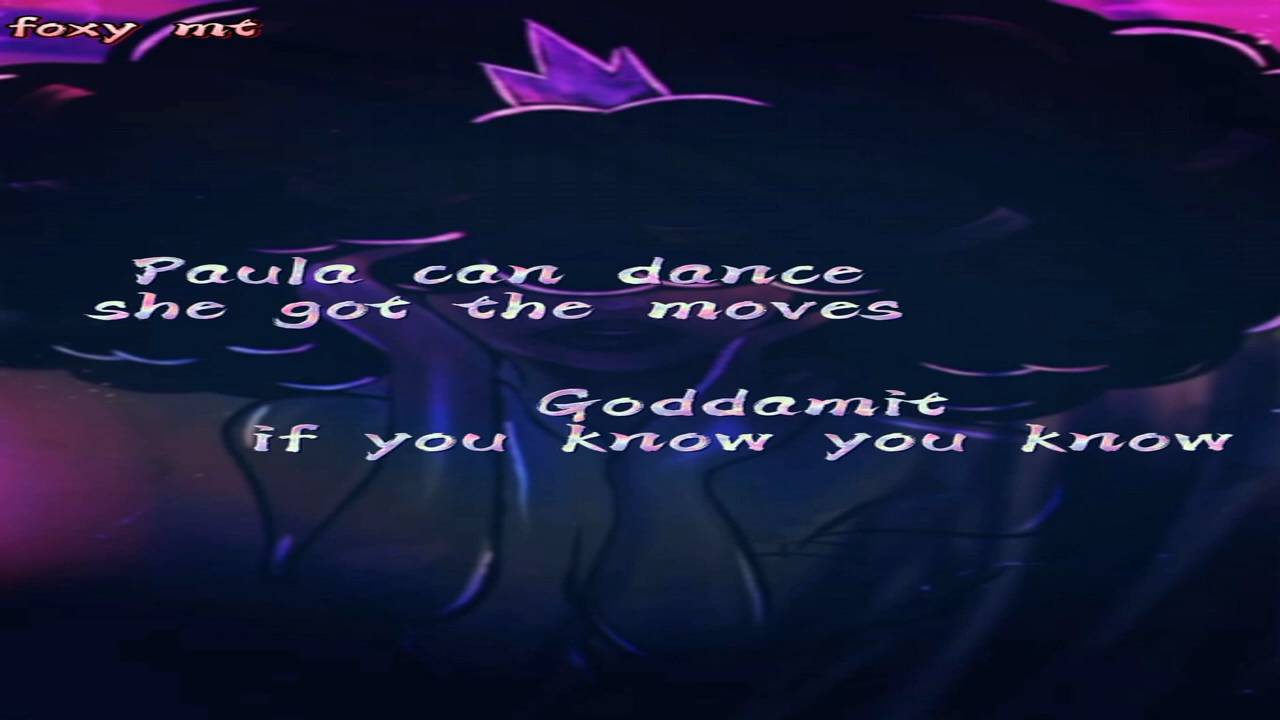 foxy mt
Paula can dance
she got the moves
Goddamit
if you know you know